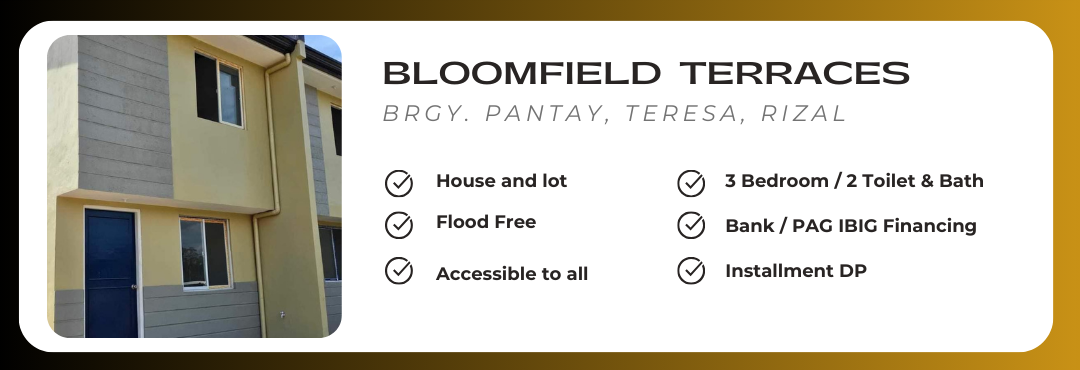 BLOOMFIELD TERRACES
BRGY. PANTAY, TERESA, RIZAL
House and lot
Flood Free
Accessible to all
3 Bedroom / 2 Toilet & Bath
Bank / PAG IBIG Financing
Installment DP